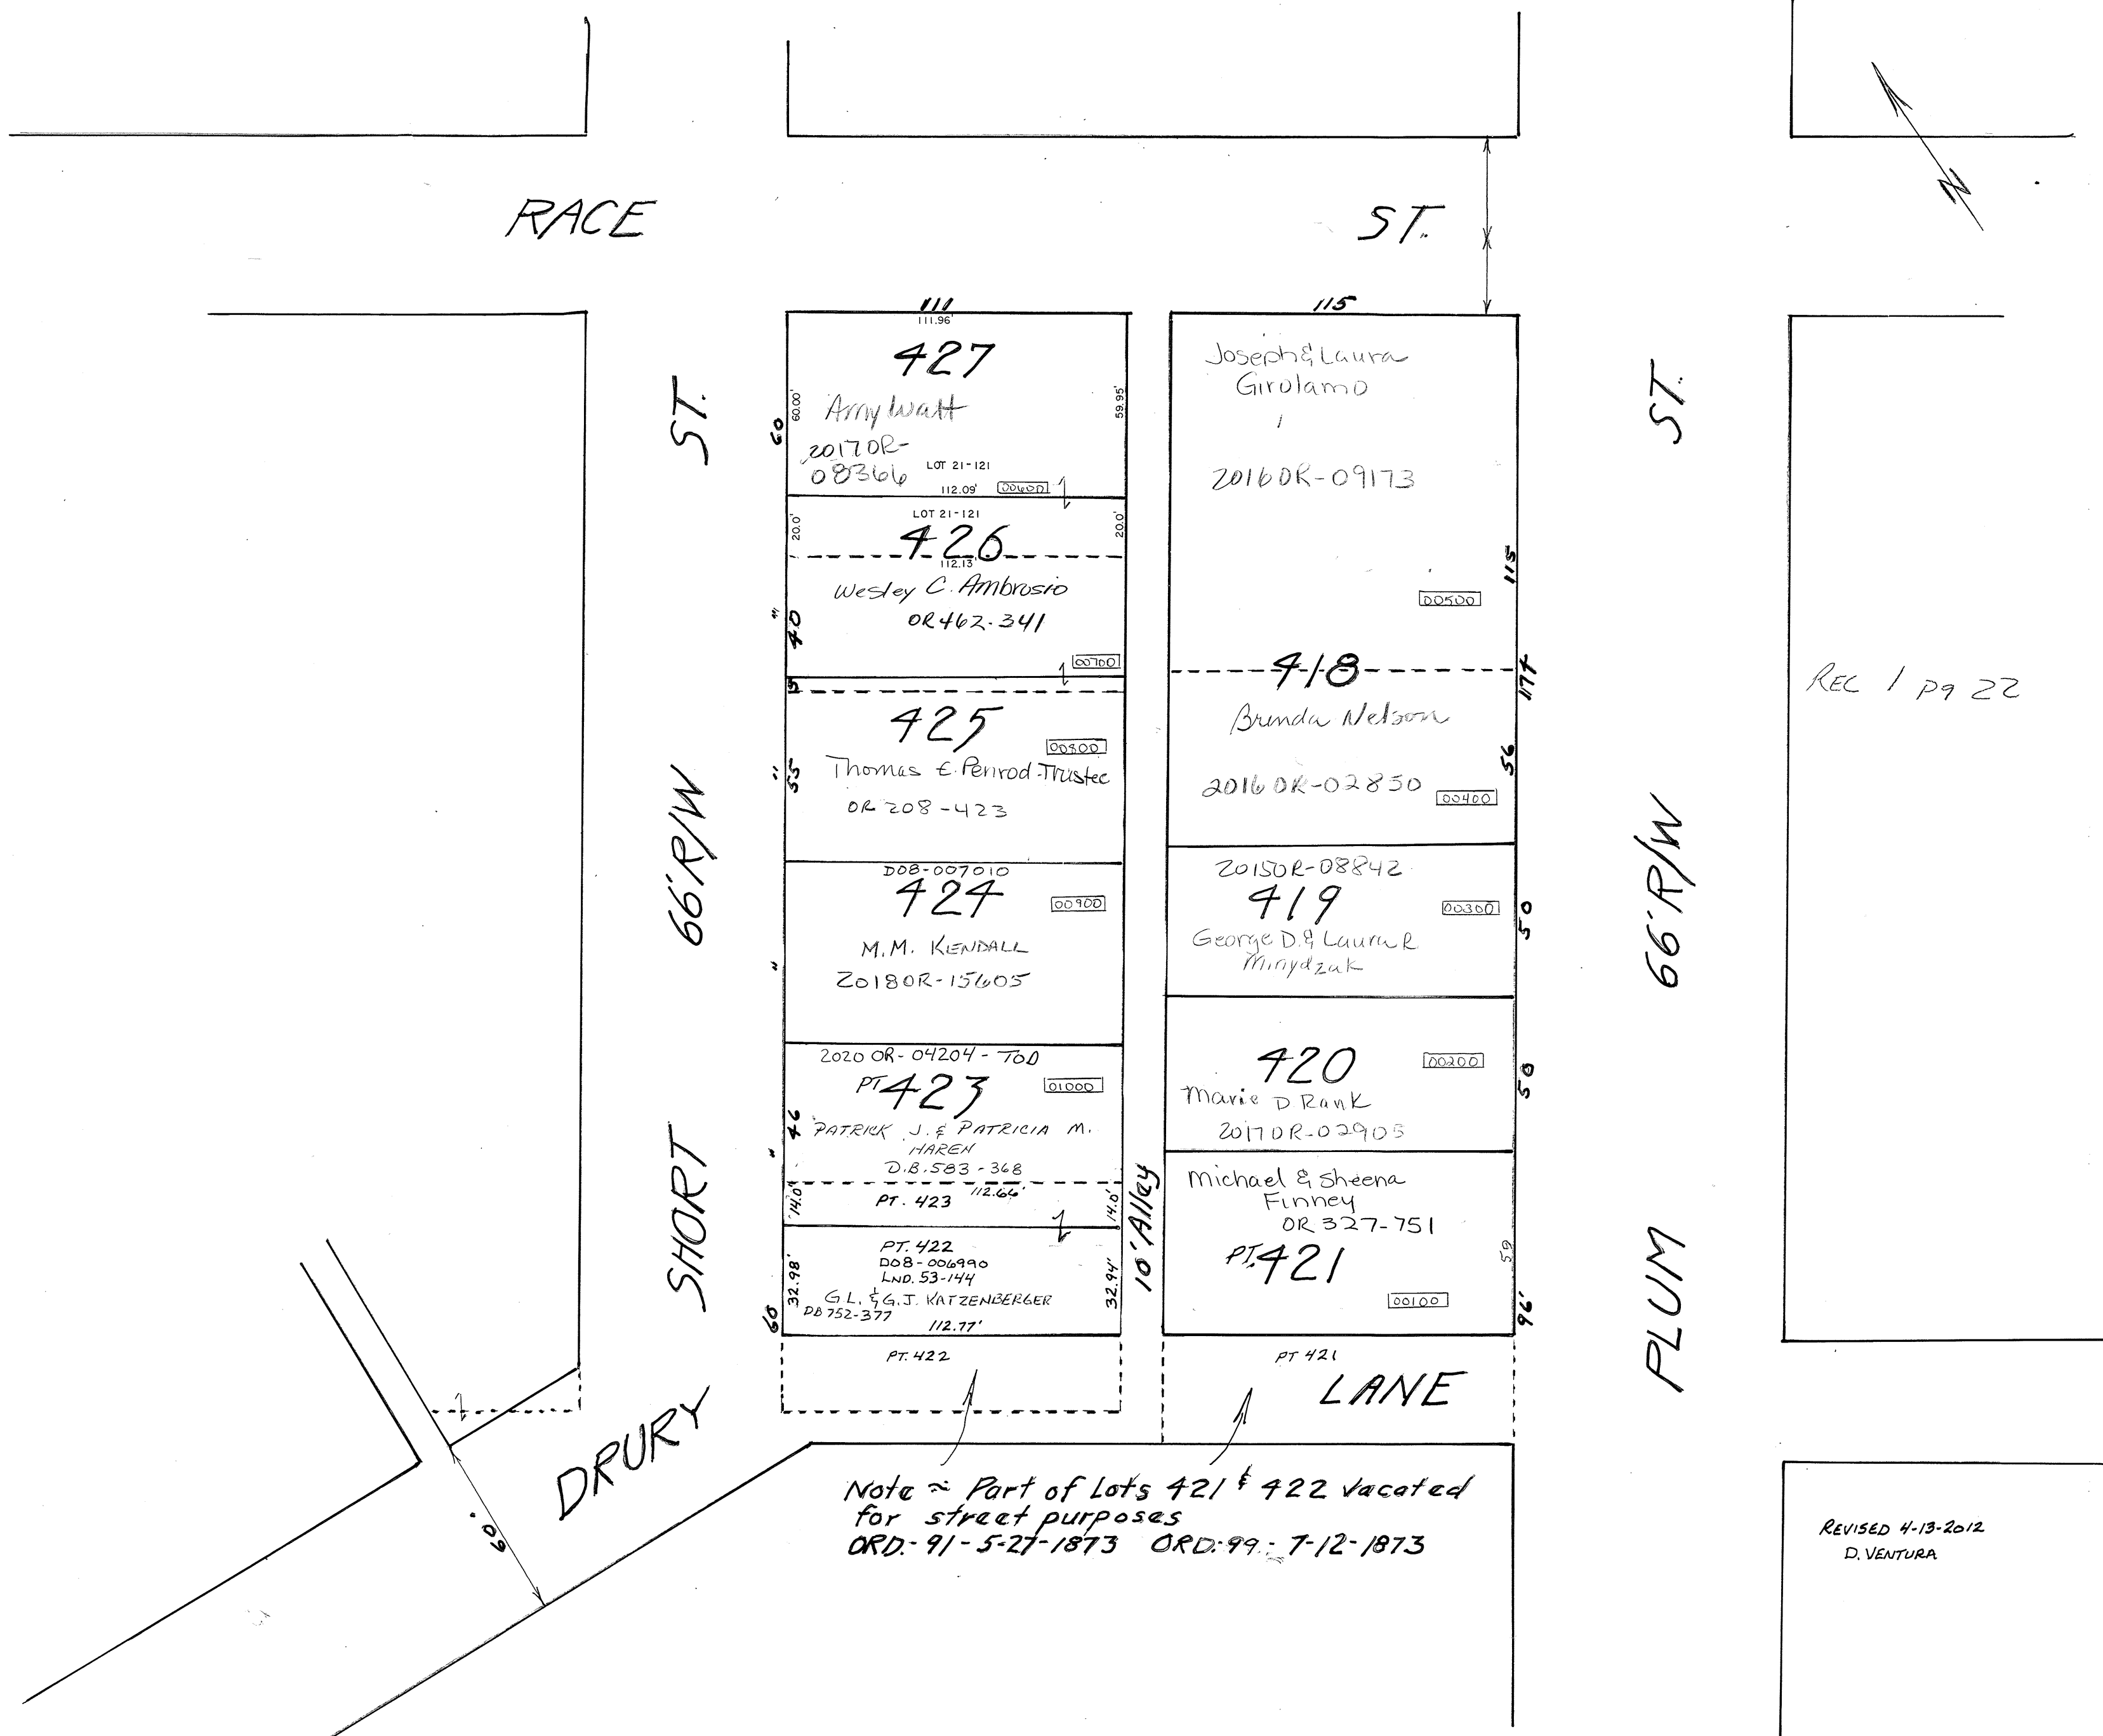 RACE ST.
N
111
111.96'
427
Amy Watt
2017 OR-
08366
LOT 21-121
112.09'
00600
60
60.00'
59.95'
LOT 21-121
426
112.13'
20.0'
20.0'
Wesley C. Ambrosio
OR 462-341
00700
40
"
5
425
00800
Thomas E. Penrod-Trustee
OR 208-423
55
"
D08-007010
424
00900
M.M. KENDALL
2018OR-15605
"
2020 OR-04204-TOD
PT 423
01000
46
PATRICK J. & PATRICIA M.
HAREN
D.B. 583-368
"
112.66'
PT. 423
14.0'
14.0'
PT. 422
D08-006990
LND. 53-144
G.L. & G.J. KATZENBERGER
DB 752-377
112.77'
32.98'
32.94'
60
PT. 422
115
Joseph & Laura
Girolamo
2016OR-09173
00500
115
418
174
Brenda Nelson
2016OR-02850
00400
56
2015OR-08842
419
00300
George D. & Laura R
50
420
00200
Marie D Rank
2017OR-02905
50
Michael & Sheena
Finney
OR 327-751
PT. 421
00100
59
96'
PT 421
10' Alley
SHORT 66' R/W ST.
PLUM 66' R/W ST.
REC 1 pg 22
DRURY LANE
60'
Note ≈ Part of Lots 421 & 422 vacated
for street purposes
ORD.-91-5-27-1873 ORD.-99.-7-12-1873
REVISED 4-13-2012
D. VENTURA